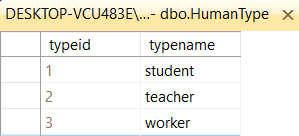 DESKTOP-VCU483E\...- dbo.HumanType
typeid typename
1 student
2 teacher
3 worker